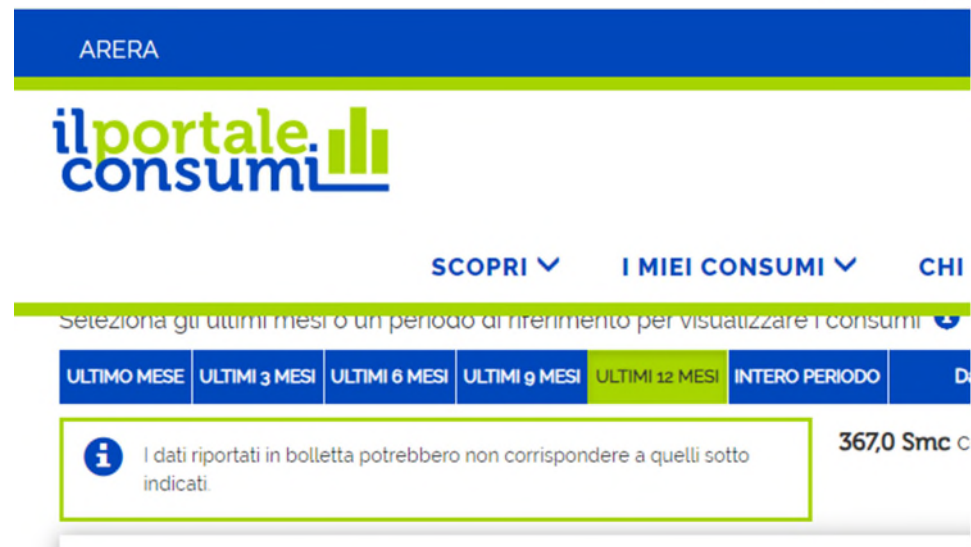 ARERA
ilportale
consumi
SCOPRI I MIEI CONSUMI CHI
Seleziona gli ultimi mesi o un periodo di riferimento per visualizzare i consumi
ULTIMO MESE ULTIMI 3 MESI ULTIMI 6 MESI ULTIMI 9 MESI ULTIMI 12 MESI INTERO PERIODO
367,0 Smc
I dati riportati in bolletta potrebbero non corrispondere a quelli sotto
indicati.